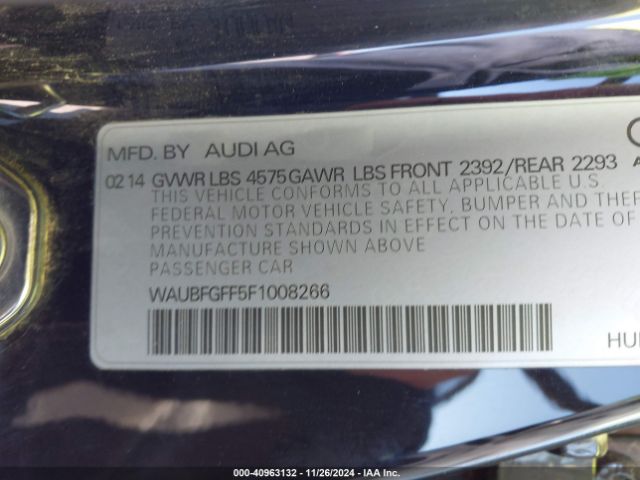 MFD. BY AUDI AG
02 14 GVWR LBS 4575 GAWR LBS FRONT 2392/REAR 2293
THIS VEHICLE CONFORMS TO ALL APPLICABLE U.S.
FEDERAL MOTOR VEHICLE SAFETY, BUMPER AND THEF
PREVENTION STANDARDS IN EFFECT ON THE DATE OF
MANUFACTURE SHOWN ABOVE
PASSENGER CAR
WAUBFGFF5F1008266
HU
000-40963132 - 11/26/2024 - IAA Inc.